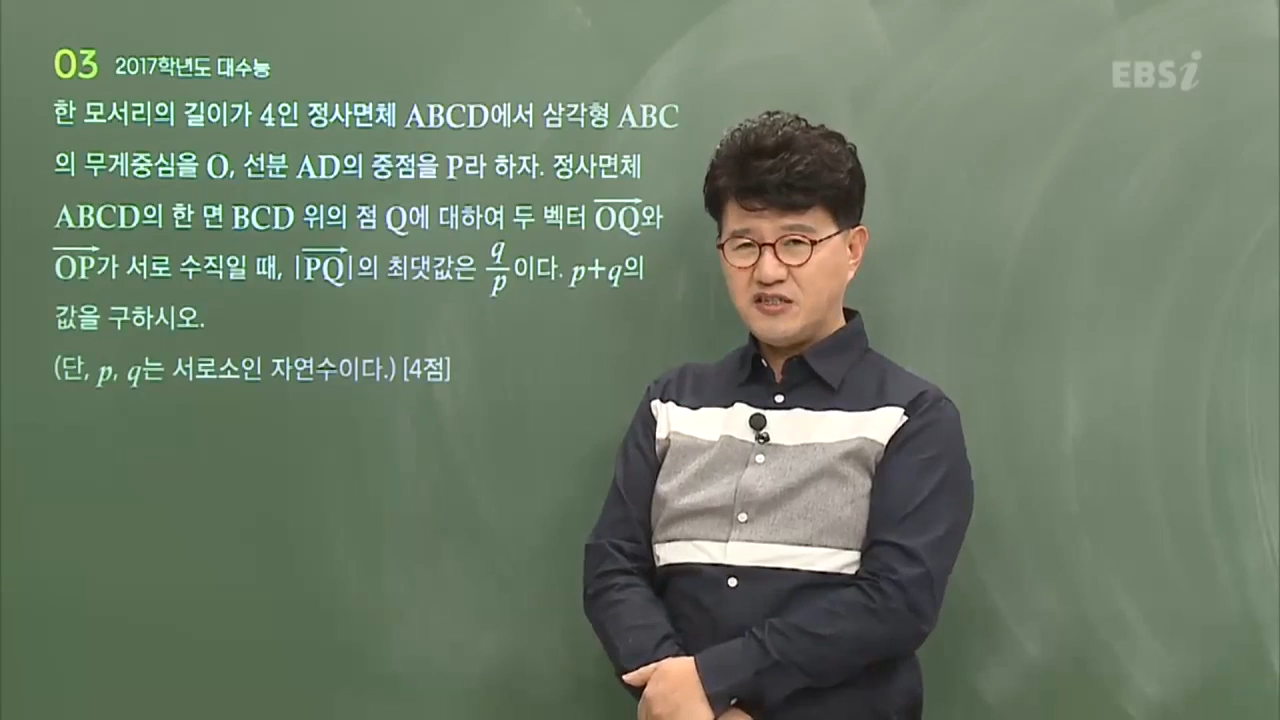 03 2017학년도 대수능
EBSi
한 모서리의 길이가 4인 정사면체 ABCD에서 삼각형 ABC
의 무게중심을 O, 선분 AD의 중점을 P라 하자. 정사면체
ABCD의 한 면 BCD 위의 점 Q에 대하여 두 벡터 $\overrightarrow{OQ}$와
$\overrightarrow{OP}$가 서로 수직일 때, $|\overrightarrow{PQ}|$의 최댓값은 $\frac{q}{p}$이다. $p+q$의
값을 구하시오.
(단, p, q는 서로소인 자연수이다.) [4점]